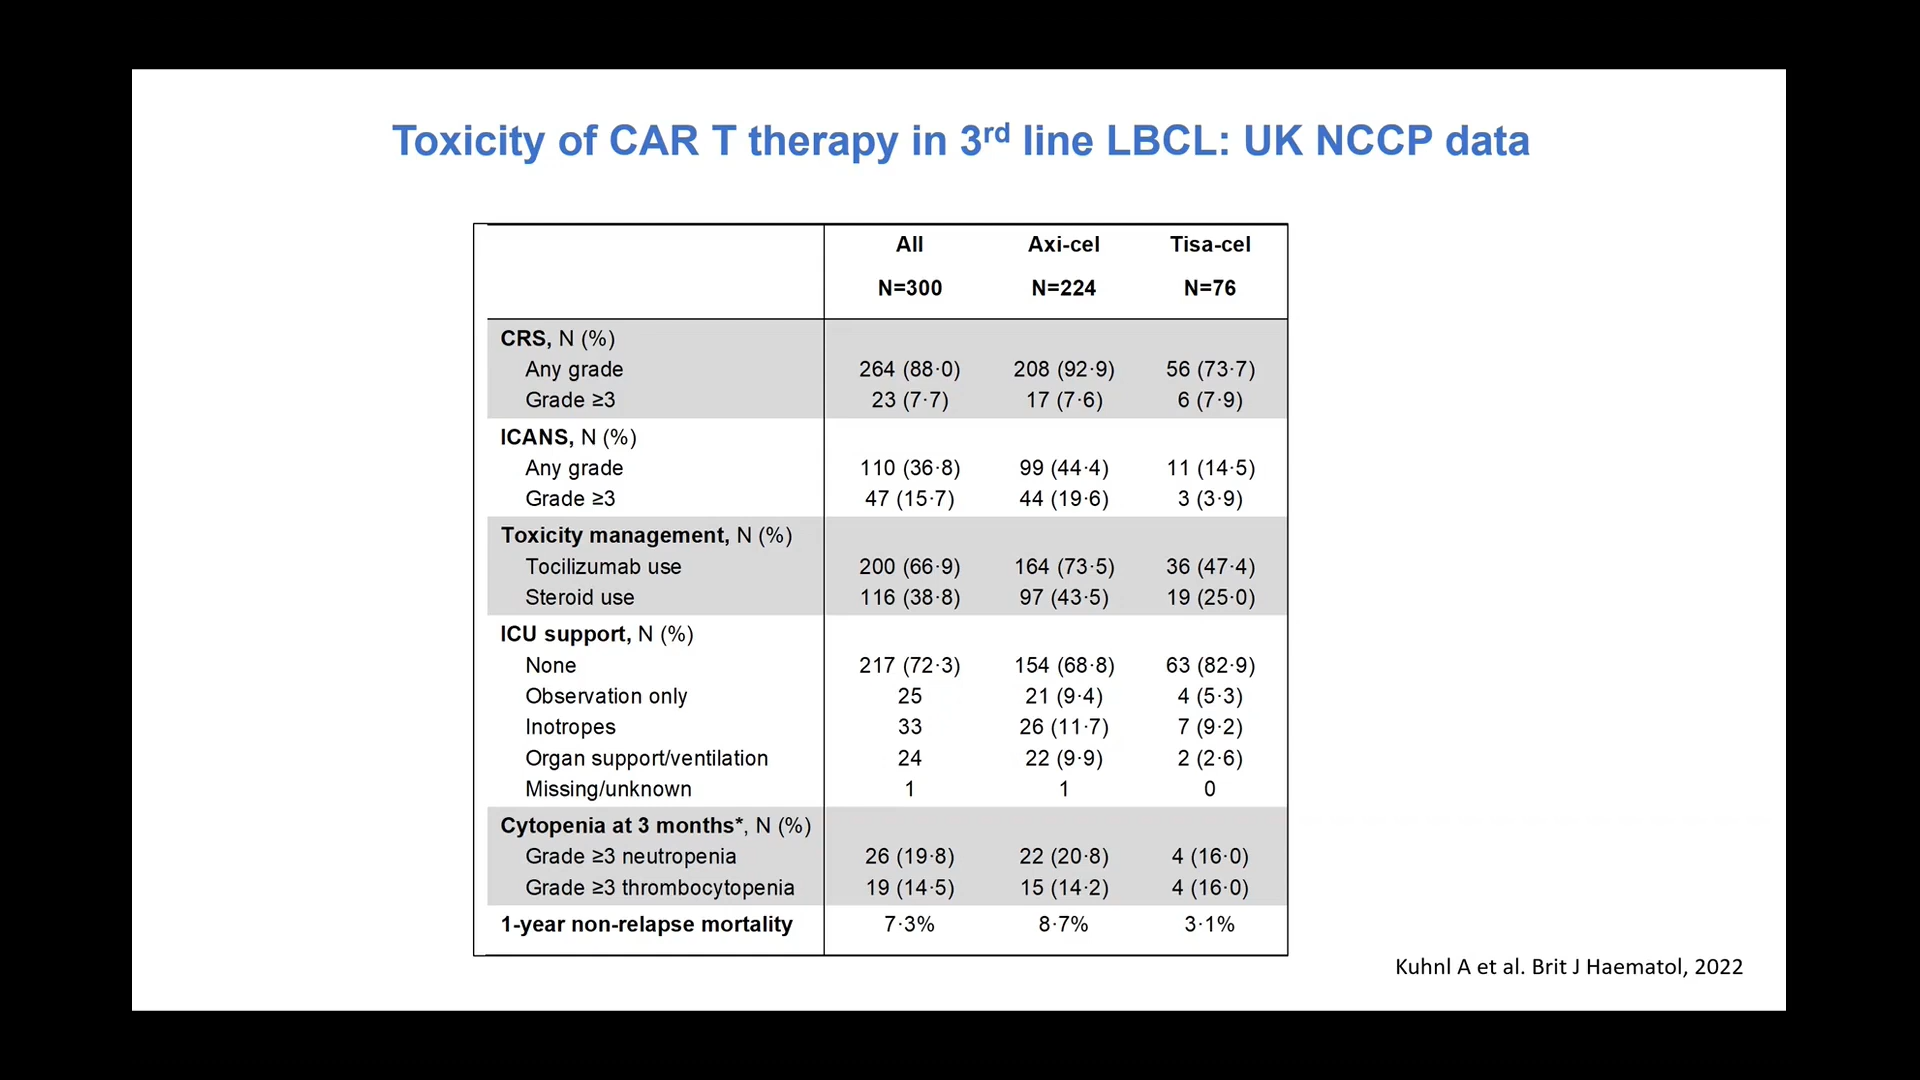 Toxicity of CAR T therapy in 3rd line LBCL: UK NCCP data
All Axi-cel Tisa-cel
N=300 N=224 N=76
CRS, N (%)
Any grade 264 (88·0) 208 (92·9) 56 (73·7)
Grade ≥3 23 (7·7) 17 (7·6) 6 (7·9)
ICANS, N (%)
Any grade 110 (36·8) 99 (44·4) 11 (14·5)
Grade ≥3 47 (15·7) 44 (19·6) 3 (3·9)
Toxicity management, N (%)
Tocilizumab use 200 (66·9) 164 (73·5) 36 (47·4)
Steroid use 116 (38·8) 97 (43·5) 19 (25·0)
ICU support, N (%)
None 217 (72·3) 154 (68·8) 63 (82·9)
Observation only 25 21 (9·4) 4 (5·3)
Inotropes 33 26 (11·7) 7 (9·2)
Organ support/ventilation 24 22 (9·9) 2 (2·6)
Missing/unknown 1 1 0
Cytopenia at 3 months*, N (%)
Grade ≥3 neutropenia 26 (19·8) 22 (20·8) 4 (16·0)
Grade ≥3 thrombocytopenia 19 (14·5) 15 (14·2) 4 (16·0)
1-year non-relapse mortality 7·3% 8·7% 3·1%
Kuhnl A et al. Brit J Haematol, 2022